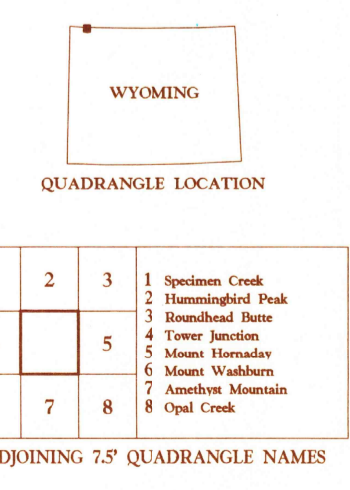 WYOMING
QUADRANGLE LOCATION
2 3
5
7 8
1 Specimen Creek
2 Hummingbird Peak
3 Roundhead Butte
4 Tower Junction
5 Mount Hornaday
6 Mount Washburn
7 Amethyst Mountain
8 Opal Creek
DJOINING 7.5' QUADRANGLE NAMES